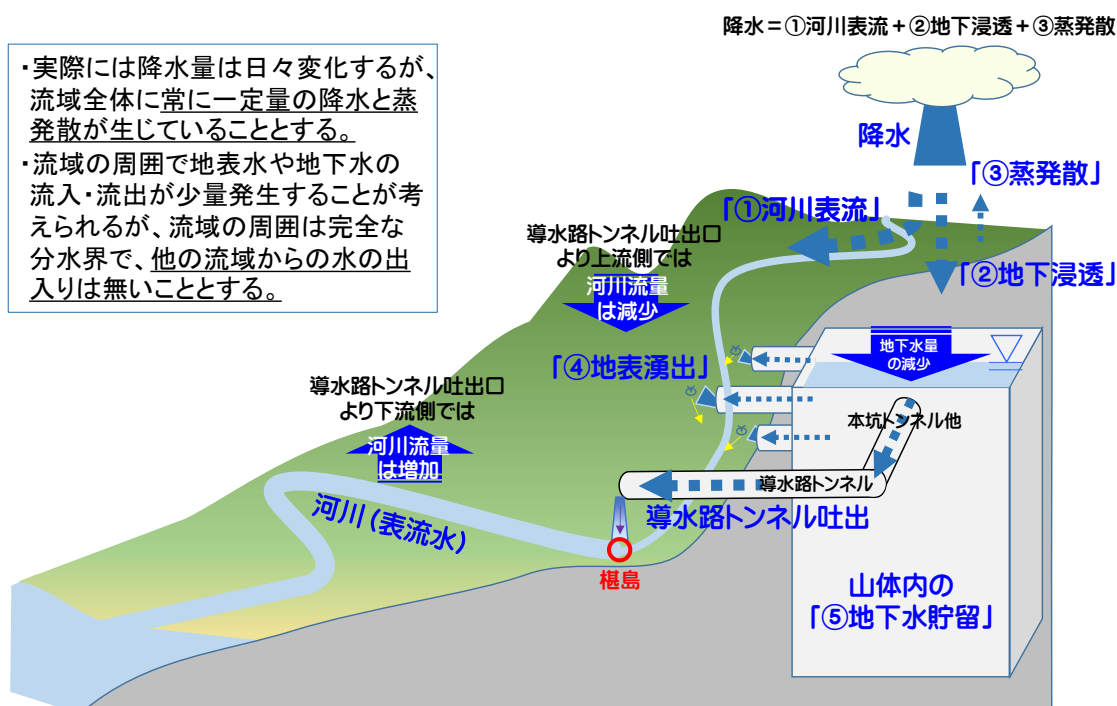 降水＝①河川表流＋②地下浸透＋③蒸発散
・実際には降水量は日々変化するが、
流域全体に常に一定量の降水と蒸
発散が生じていることとする。
・流域の周囲で地表水や地下水の
流入・流出が少量発生することが考
えられるが、流域の周囲は完全な
分水界で、他の流域からの水の出
入りは無いこととする。
降水
「③蒸発散」
「①河川表流」
「②地下浸透」
導水路トンネル吐出口
より上流側では
河川流量
は減少
地下水量
の減少
「④地表湧出」
導水路トンネル吐出口
より下流側では
河川流量
は増加
本坑トンネル他
導水路トンネル
導水路トンネル吐出
河川（表流水）
椹島
山体内の
「⑤地下水貯留」